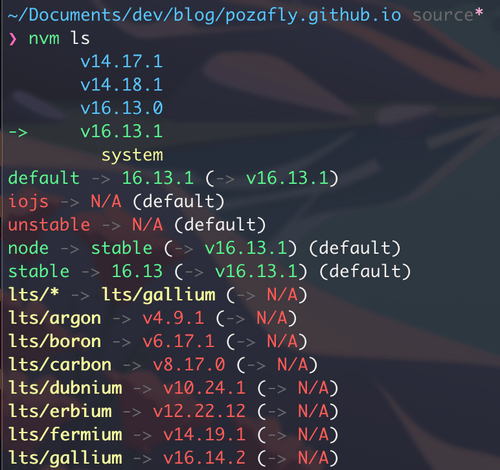 ~/Documents/dev/blog/pozafly.github.io source*
❯ nvm ls
v14.17.1
v14.18.1
v16.13.0
-> v16.13.1
system
default -> 16.13.1 (-> v16.13.1)
iojs -> N/A (default)
unstable -> N/A (default)
node -> stable (-> v16.13.1) (default)
stable -> 16.13 (-> v16.13.1) (default)
lts/* -> lts/gallium (-> N/A)
lts/argon -> v4.9.1 (-> N/A)
lts/boron -> v6.17.1 (-> N/A)
lts/carbon -> v8.17.0 (-> N/A)
lts/dubnium -> v10.24.1 (-> N/A)
lts/erbium -> v12.22.12 (-> N/A)
lts/fermium -> v14.19.1 (-> N/A)
lts/gallium -> v16.14.2 (-> N/A)